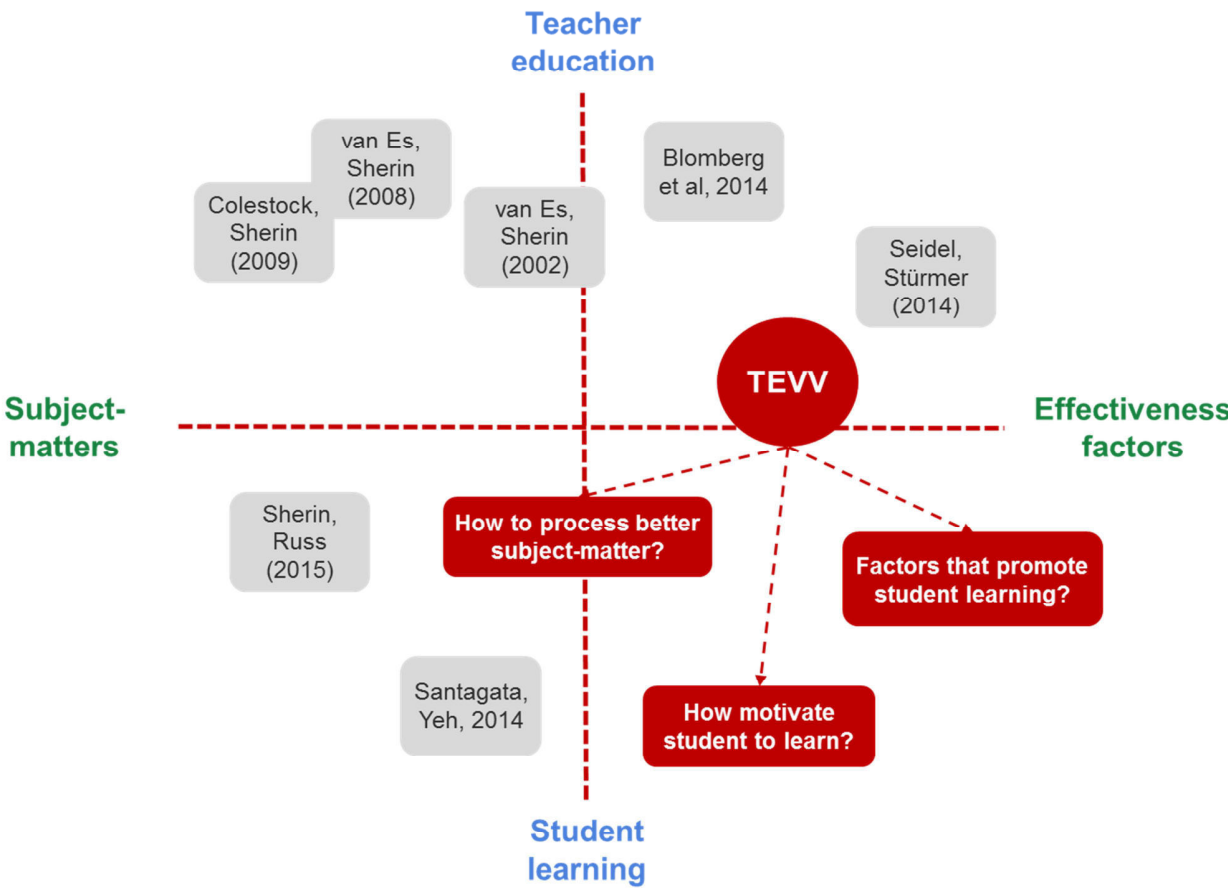 Teacher
education
van Es,
Sherin
(2008)
Blomberg
et al, 2014
Colestock,
Sherin
(2009)
van Es,
Sherin
(2002)
Seidel,
Stürmer
(2014)
TEVV
Subject-
matters
Effectiveness
factors
Sherin,
Russ
(2015)
How to process better
subject-matter?
Factors that promote
student learning?
Santagata,
Yeh, 2014
How motivate
student to learn?
Student
learning